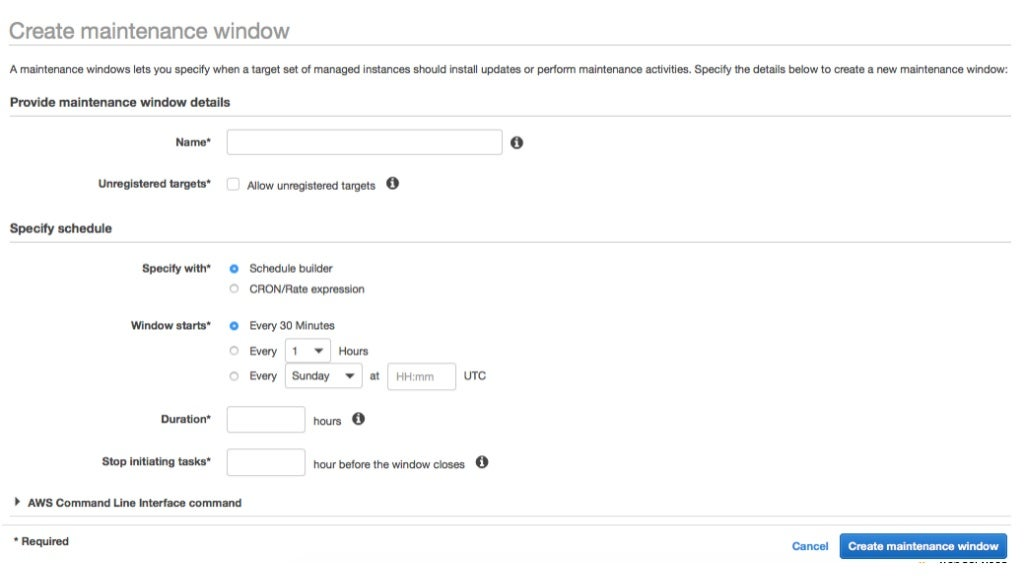 Create maintenance window
A maintenance windows lets you specify when a target set of managed instances should install updates or perform maintenance activities. Specify the details below to create a new maintenance window:
Provide maintenance window details
Name*
Unregistered targets* Allow unregistered targets
Specify schedule
Specify with* Schedule builder
CRON/Rate expression
Window starts* Every 30 Minutes
Every 1 Hours
Every Sunday at HH:mm UTC
Duration* hours
Stop initiating tasks* hour before the window closes
AWS Command Line Interface command
* Required
Cancel Create maintenance window